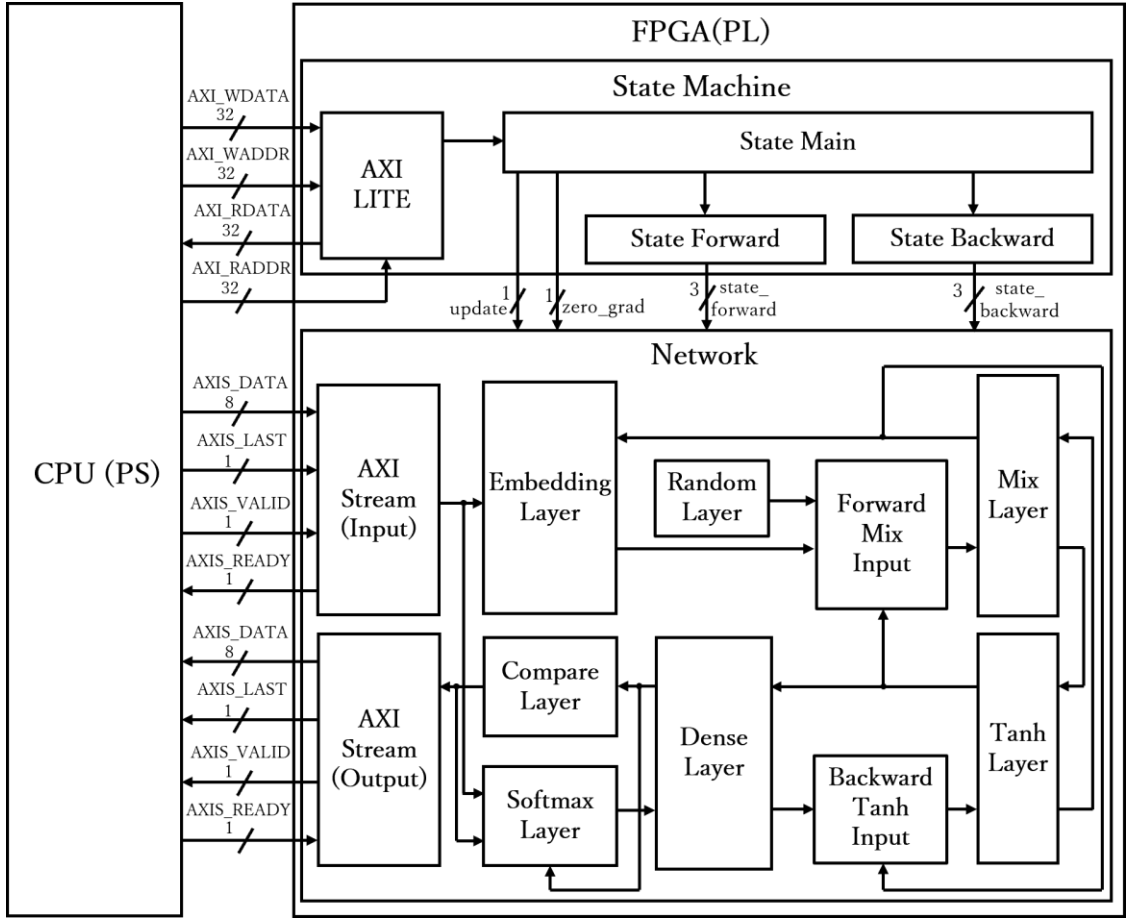 FPGA(PL)
State Machine
AXI_WDATA
32
AXI_WADDR
32
AXI_RDATA
32
AXI_RADDR
32
AXI
LITE
State Main
State Forward
State Backward
1
update
1
zero_grad
3
state_
forward
3
state_
backward
Network
CPU (PS)
AXIS_DATA
8
AXIS_LAST
1
AXIS_VALID
1
AXIS_READY
1
AXI
Stream
(Input)
Embedding
Layer
Random
Layer
Forward
Mix
Input
Mix
Layer
AXIS_DATA
8
AXIS_LAST
1
AXIS_VALID
1
AXIS_READY
1
AXI
Stream
(Output)
Compare
Layer
Softmax
Layer
Dense
Layer
Backward
Tanh
Input
Tanh
Layer